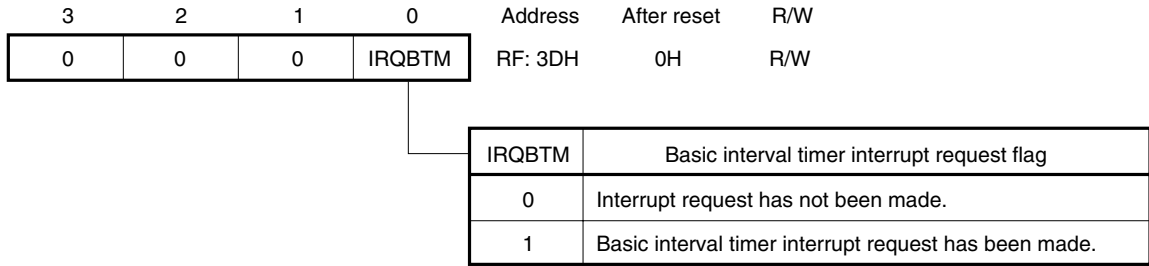 3 2 1 0 Address After reset R/W
0 0 0 IRQBTM RF: 3DH 0H R/W
IRQBTM Basic interval timer interrupt request flag
0 Interrupt request has not been made.
1 Basic interval timer interrupt request has been made.